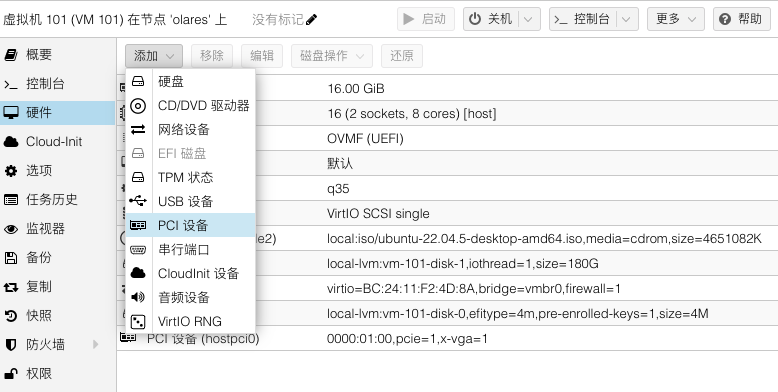 虚拟机 101 (VM 101) 在节点 'olares' 上 没有标记 启动 关机 控制台 更多 帮助
概要
控制台
硬件
Cloud-Init
选项
任务历史
监视器
备份
复制
快照
防火墙
权限
添加 移除 编辑 磁盘操作 还原
硬盘
CD/DVD 驱动器
网络设备
EFI 磁盘
TPM 状态
USB 设备
PCI 设备
串行端口
CloudInit 设备
音频设备
VirtIO RNG
16.00 GiB
16 (2 sockets, 8 cores) [host]
OVMF (UEFI)
默认
q35
VirtIO SCSI single
e2) local:iso/ubuntu-22.04.5-desktop-amd64.iso,media=cdrom,size=4651082K
local-lvm:vm-101-disk-1,iothread=1,size=180G
virtio=BC:24:11:F2:4D:8A,bridge=vmbr0,firewall=1
local-lvm:vm-101-disk-0,efitype=4m,pre-enrolled-keys=1,size=4M
PCI 设备 (hostpci0) 0000:01:00,pcie=1,x-vga=1